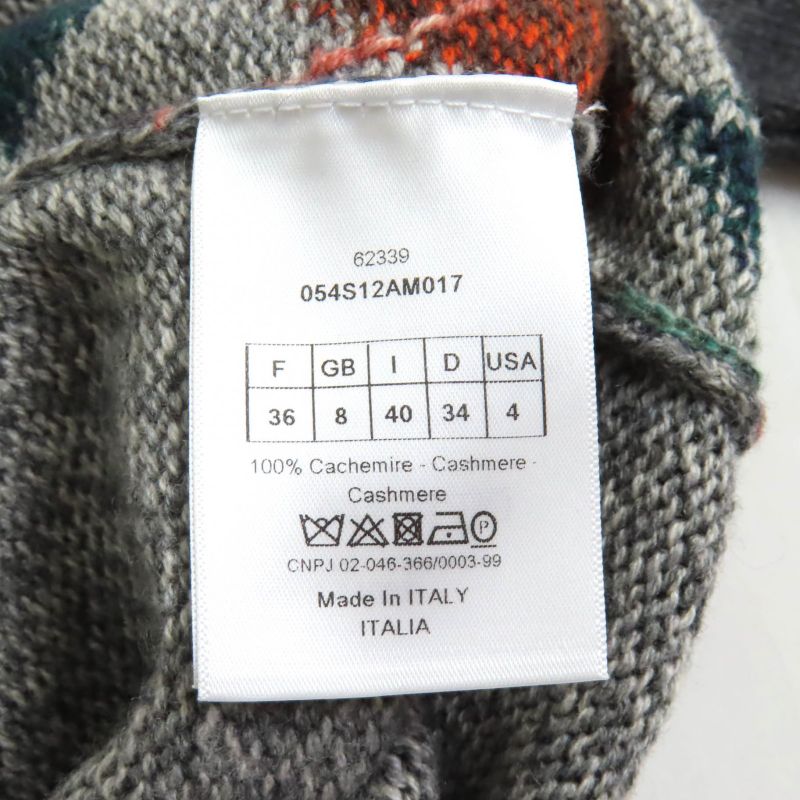 62339
054S12AM017
F GB I D USA
36 8 40 34 4
100% Cachemire - Cashmere -
Cashmere
P
CNPJ 02-046-366/0003-99
Made In ITALY
ITALIA